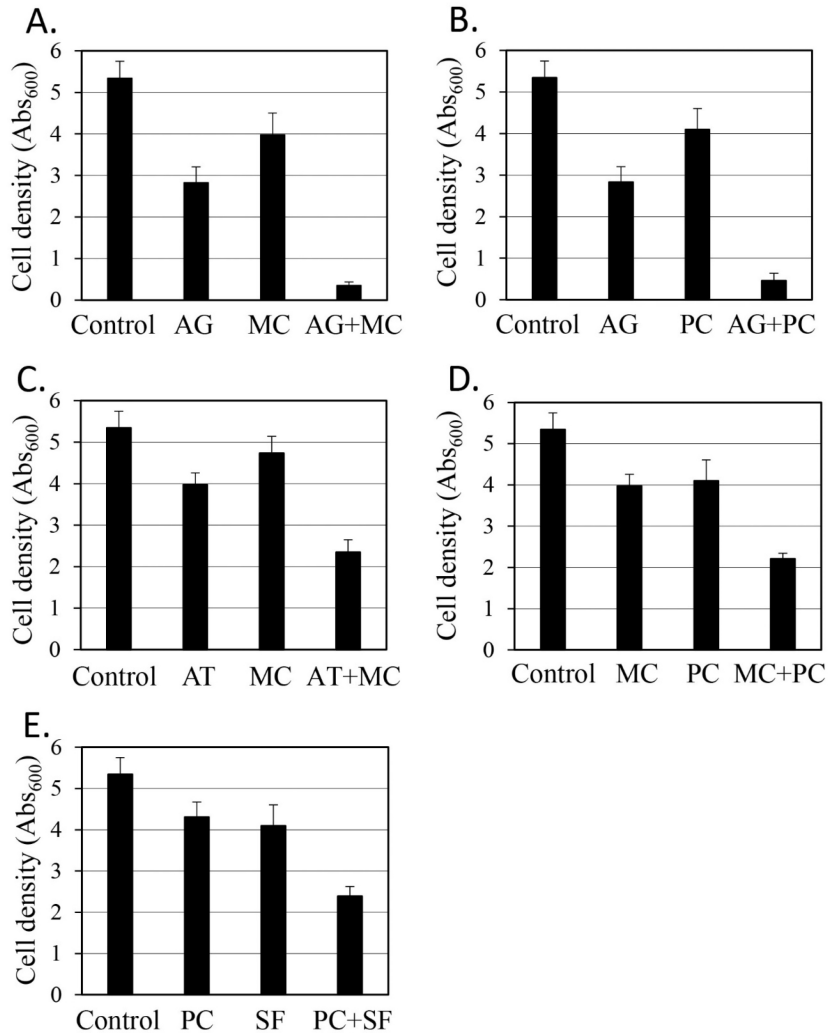 A.
Cell density (Abs600)
6
5
4
3
2
1
0
Control AG MC AG+MC
B.
Cell density (Abs600)
6
5
4
3
2
1
0
Control AG PC AG+PC
C.
Cell density (Abs600)
6
5
4
3
2
1
0
Control AT MC AT+MC
D.
Cell density (Abs600)
6
5
4
3
2
1
0
Control MC PC MC+PC
E.
Cell density (Abs600)
6
5
4
3
2
1
0
Control PC SF PC+SF